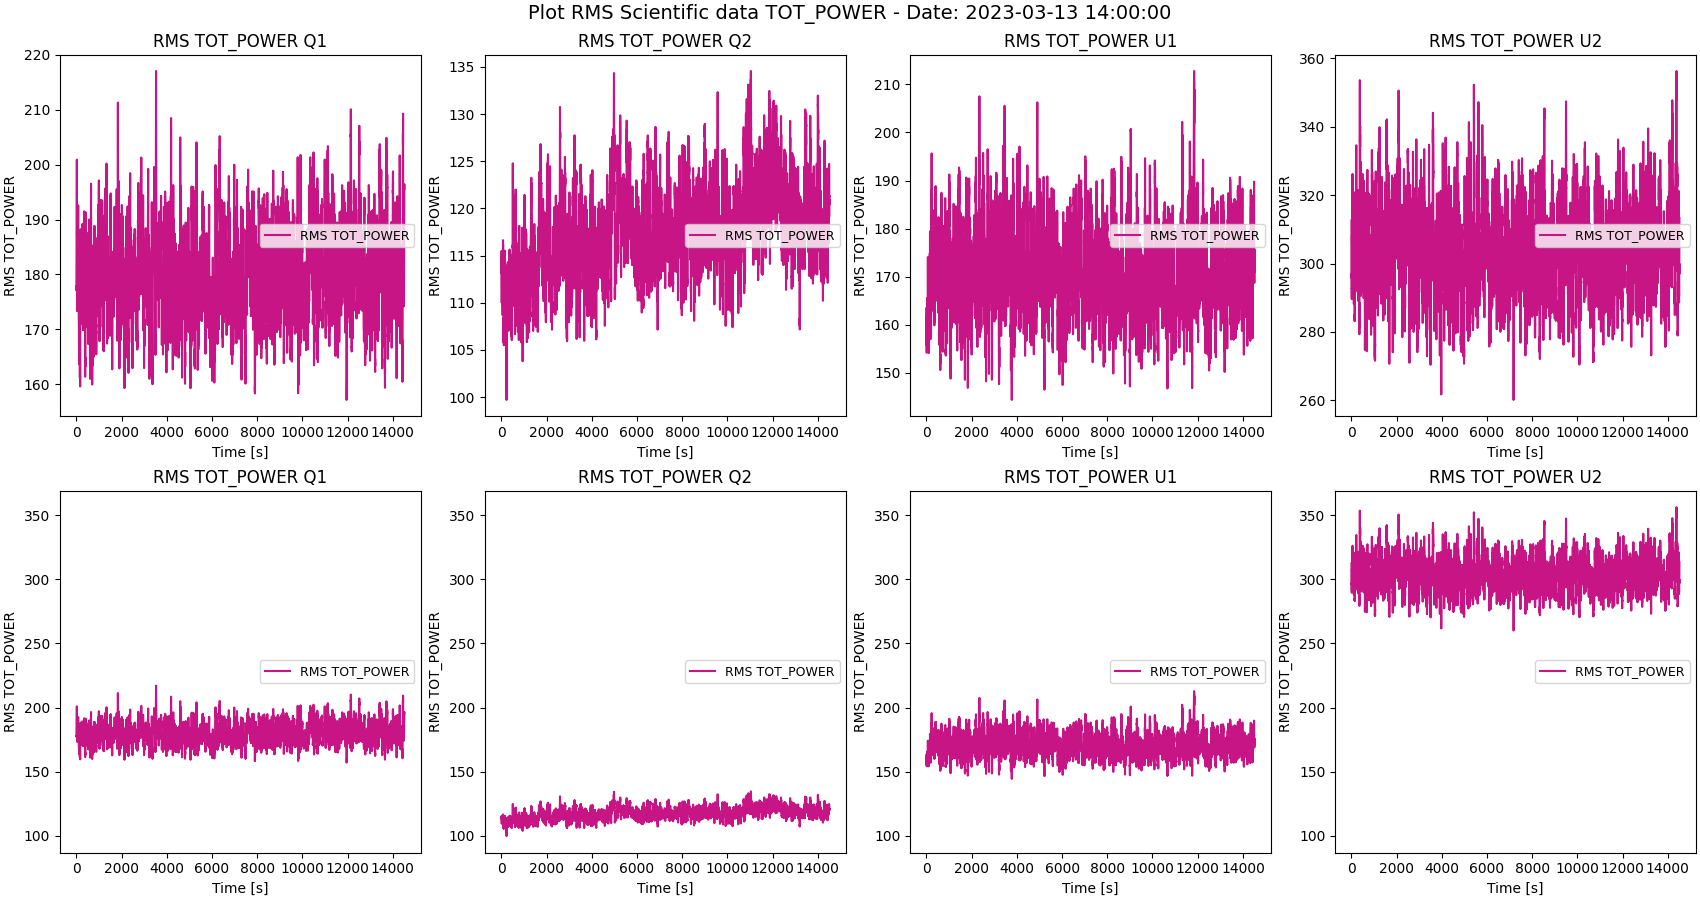 Plot RMS Scientific data TOT_POWER - Date: 2023-03-13 14:00:00
RMS TOT_POWER Q1
RMS TOT_POWER
220
210
200
190
180
170
160
RMS TOT_POWER
0 2000 4000 6000 8000 10000 12000 14000
Time [s]
RMS TOT_POWER Q2
RMS TOT_POWER
135
130
125
120
115
110
105
100
RMS TOT_POWER
0 2000 4000 6000 8000 10000 12000 14000
Time [s]
RMS TOT_POWER U1
RMS TOT_POWER
210
200
190
180
170
160
150
RMS TOT_POWER
0 2000 4000 6000 8000 10000 12000 14000
Time [s]
RMS TOT_POWER U2
RMS TOT_POWER
360
340
320
300
280
260
RMS TOT_POWER
0 2000 4000 6000 8000 10000 12000 14000
Time [s]
RMS TOT_POWER Q1
RMS TOT_POWER
350
300
250
200
150
100
RMS TOT_POWER
0 2000 4000 6000 8000 10000 12000 14000
Time [s]
RMS TOT_POWER Q2
RMS TOT_POWER
350
300
250
200
150
100
RMS TOT_POWER
0 2000 4000 6000 8000 10000 12000 14000
Time [s]
RMS TOT_POWER U1
RMS TOT_POWER
350
300
250
200
150
100
RMS TOT_POWER
0 2000 4000 6000 8000 10000 12000 14000
Time [s]
RMS TOT_POWER U2
RMS TOT_POWER
350
300
250
200
150
100
RMS TOT_POWER
0 2000 4000 6000 8000 10000 12000 14000
Time [s]